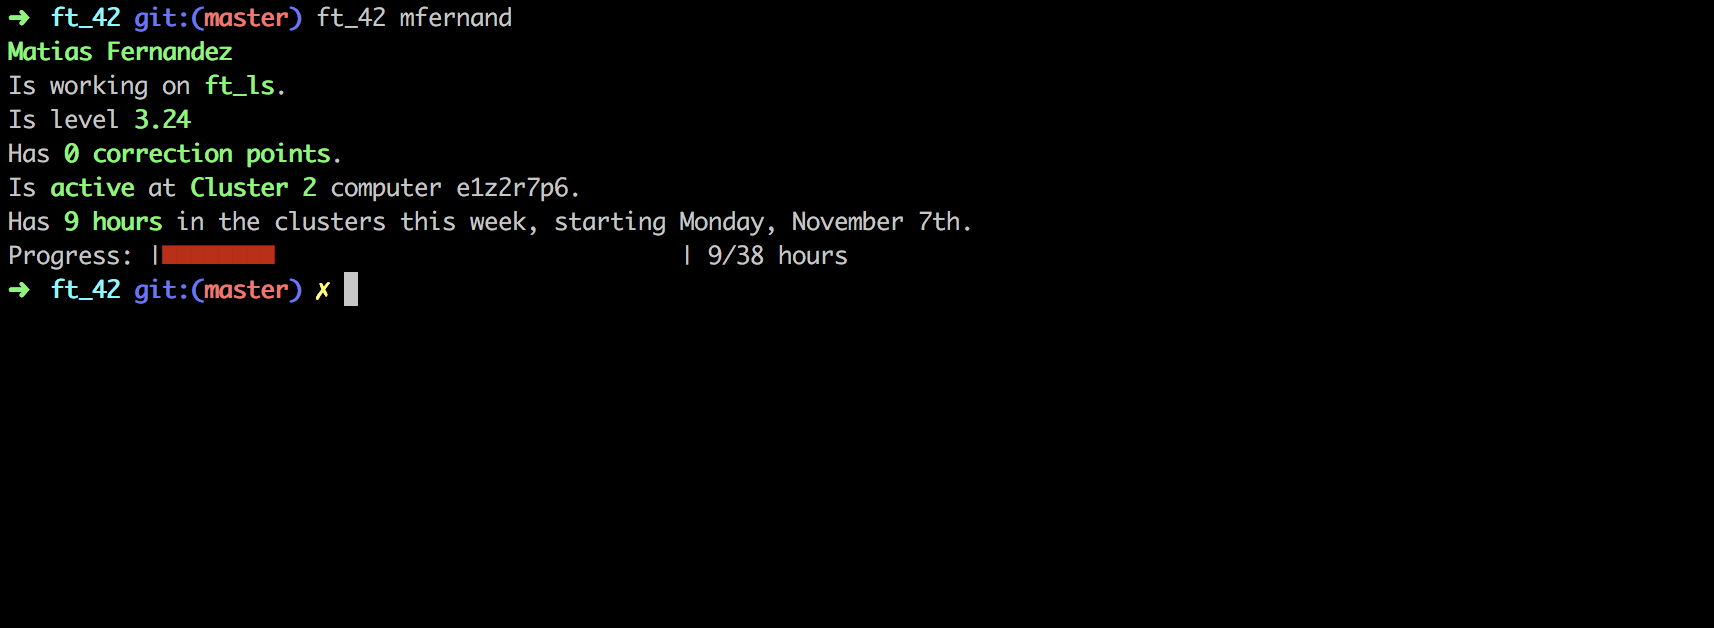 ➜ ft_42 git:(master) ft_42 mfernand
Matias Fernandez
Is working on ft_ls.
Is level 3.24
Has 0 correction points.
Is active at Cluster 2 computer e1z2r7p6.
Has 9 hours in the clusters this week, starting Monday, November 7th.
Progress: | | 9/38 hours
➜ ft_42 git:(master) ✗